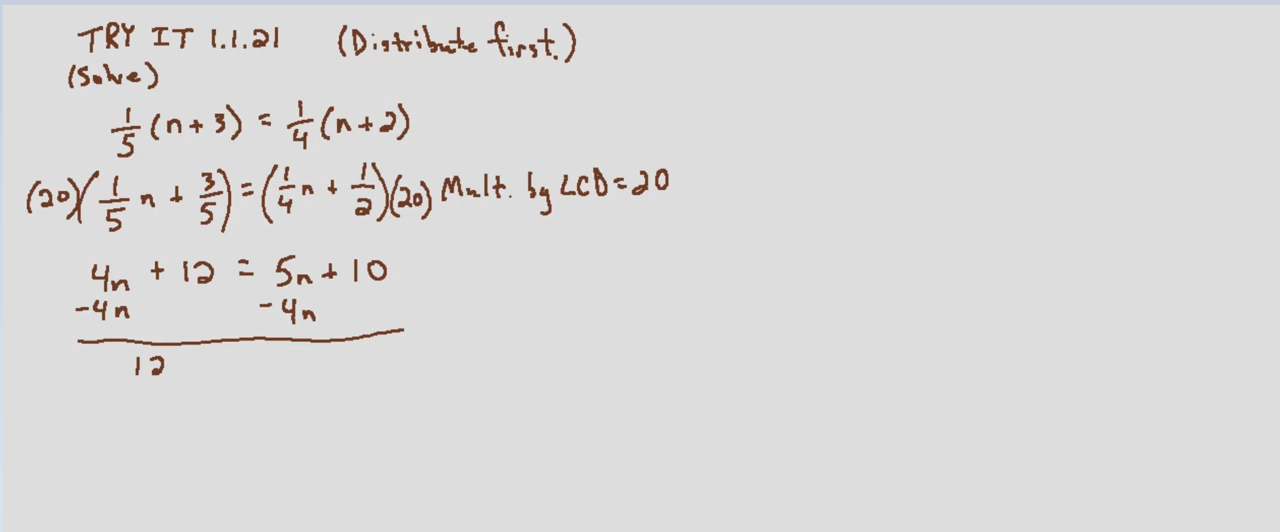 TRY IT 1.1.21 (Distribute first.)
(Solve)
1/5 (n + 3) = 1/4 (n + 2)
(20)(1/5 n + 3/5) = (1/4 n + 1/2)(20) Mult. by LCD = 20
4n + 12 = 5n + 10
-4n -4n
12